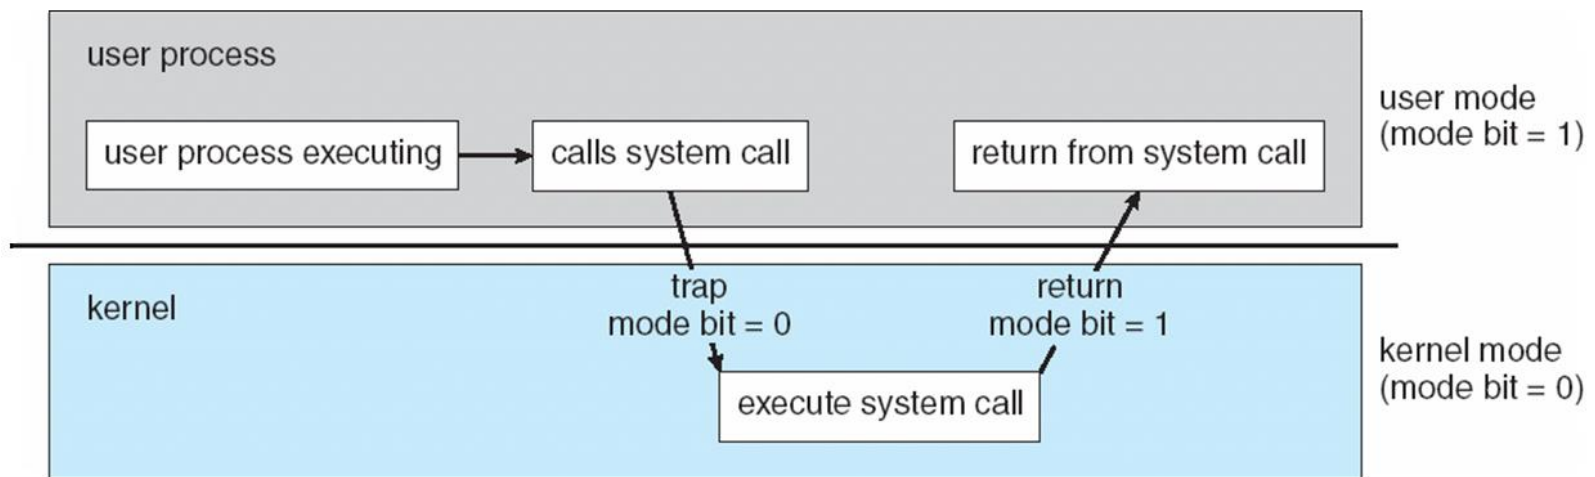 user process
user process executing
calls system call
return from system call
user mode
(mode bit = 1)
kernel
trap
mode bit = 0
return
mode bit = 1
execute system call
kernel mode
(mode bit = 0)